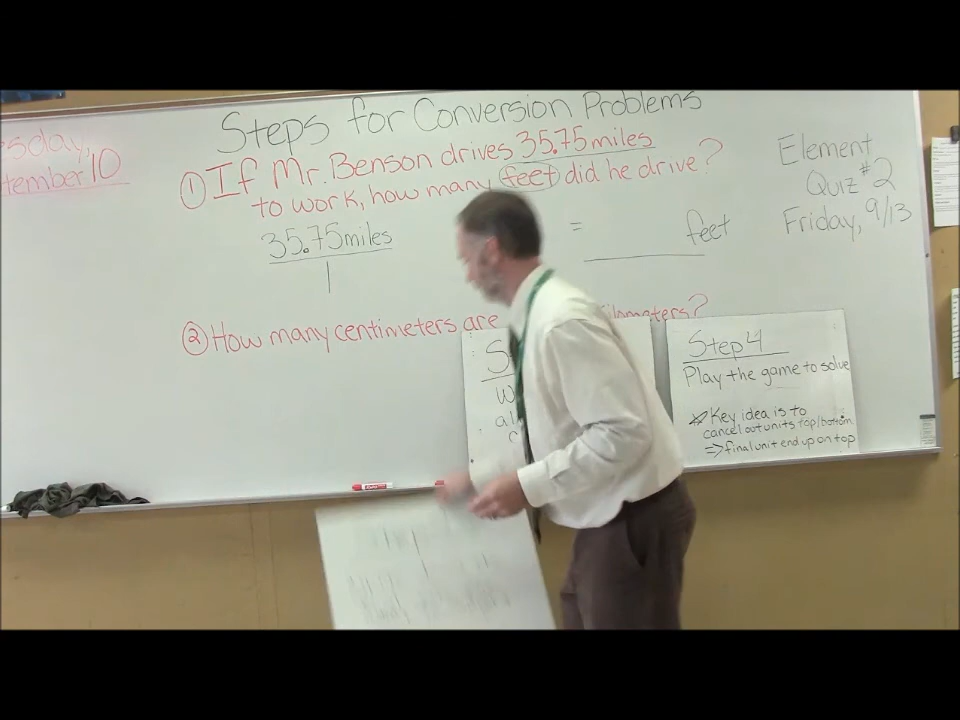 Steps for Conversion Problems
sday,
tember 10
① If Mr. Benson drives 35.75 miles
to work, how many feet did he drive?
35.75 miles
1
=
feet
Element
Quiz #2
Friday, 9/13
② How many centimeters are
Step 4
Play the game to solve
Key idea is to
cancel out units top/bottom
⇒ final unit end up on top